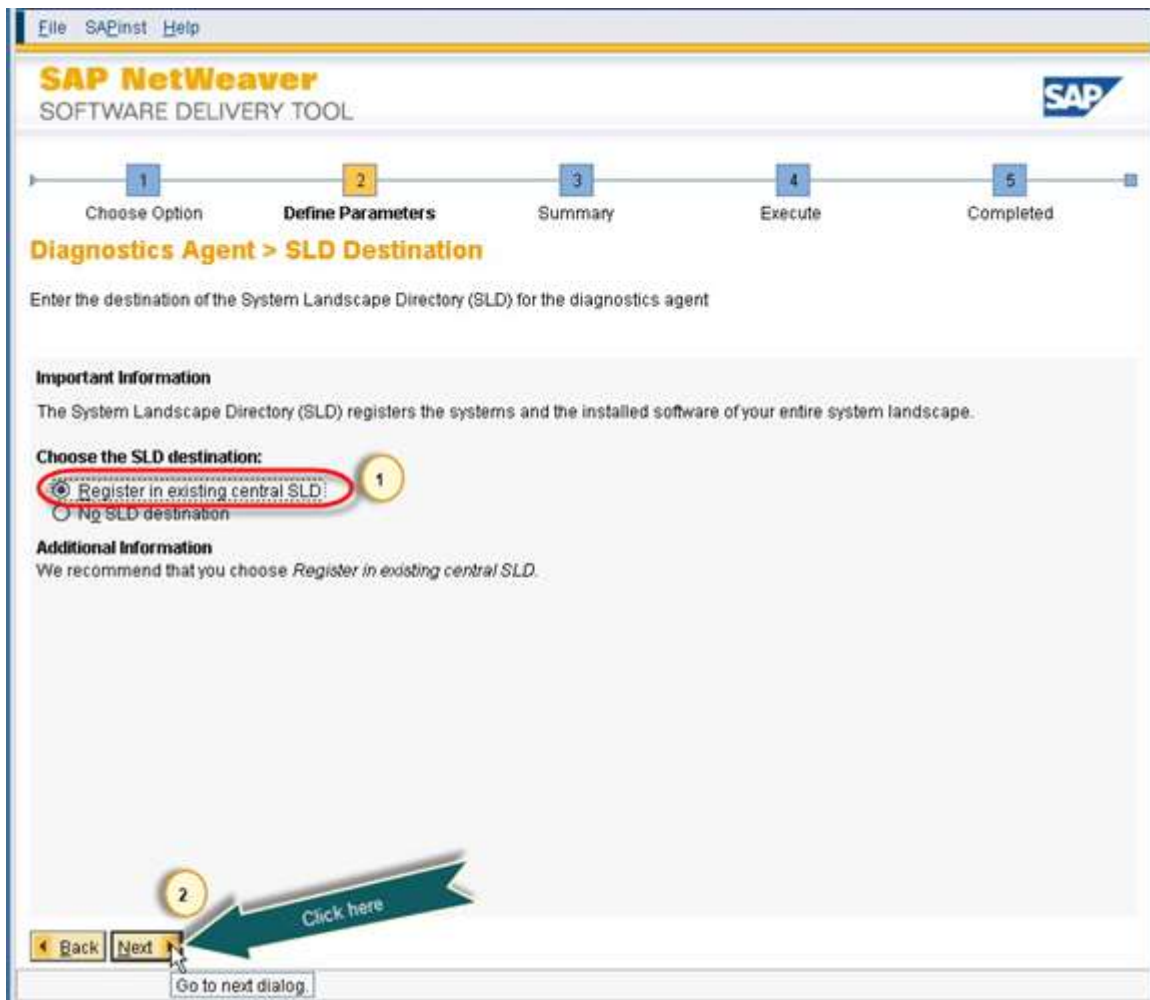 File SAPinst Help
SAP NetWeaver
SOFTWARE DELIVERY TOOL
SAP
1 2 3 4 5
Choose Option Define Parameters Summary Execute Completed
Diagnostics Agent > SLD Destination
Enter the destination of the System Landscape Directory (SLD) for the diagnostics agent
Important Information
The System Landscape Directory (SLD) registers the systems and the installed software of your entire system landscape.
Choose the SLD destination:
Register in existing central SLD
1
No SLD destination
Additional Information
We recommend that you choose Register in existing central SLD.
2
Click here
Back Next
Go to next dialog.